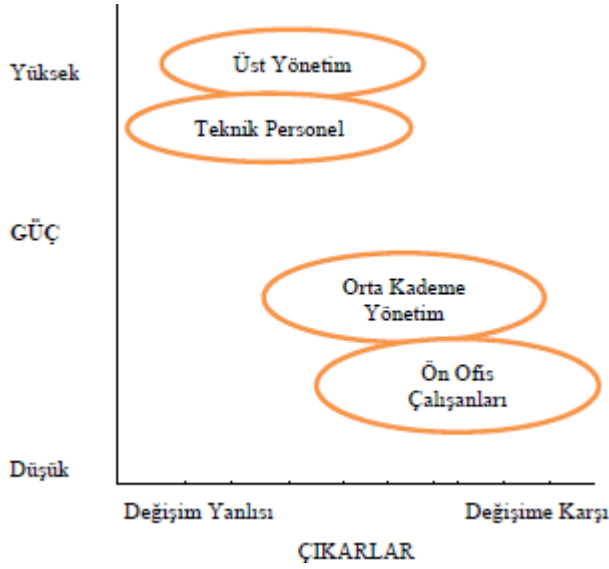 Yüksek
Üst Yönetim
Teknik Personel
GÜÇ
Orta Kademe
Yönetim
Ön Ofis
Çalışanları
Düşük
Değişim Yanlısı
Değişime Karşı
ÇIKARLAR